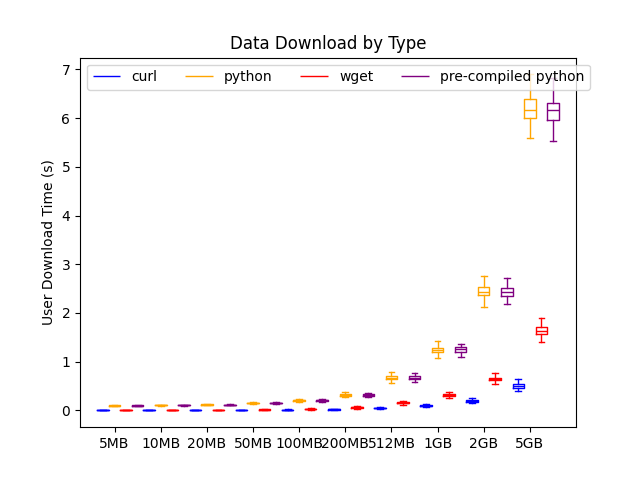 Data Download by Type
curl python wget pre-compiled python
User Download Time (s)
7
6
5
4
3
2
1
0
5MB 10MB 20MB 50MB 100MB 200MB 512MB 1GB 2GB 5GB